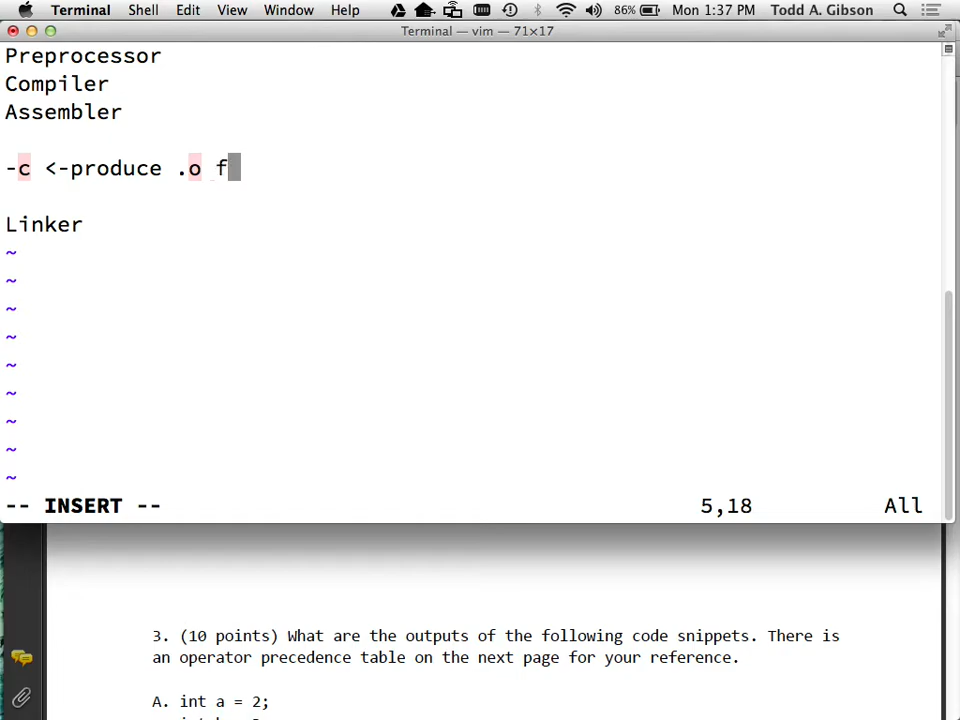 Terminal Shell Edit View Window Help 86% Mon 1:37 PM Todd A. Gibson
Terminal — vim — 71×17
Preprocessor
Compiler
Assembler
-c <-produce .o f
Linker
~
~
~
~
~
~
~
~
~
-- INSERT -- 5,18 All
3. (10 points) What are the outputs of the following code snippets. There is
an operator precedence table on the next page for your reference.
A. int a = 2;